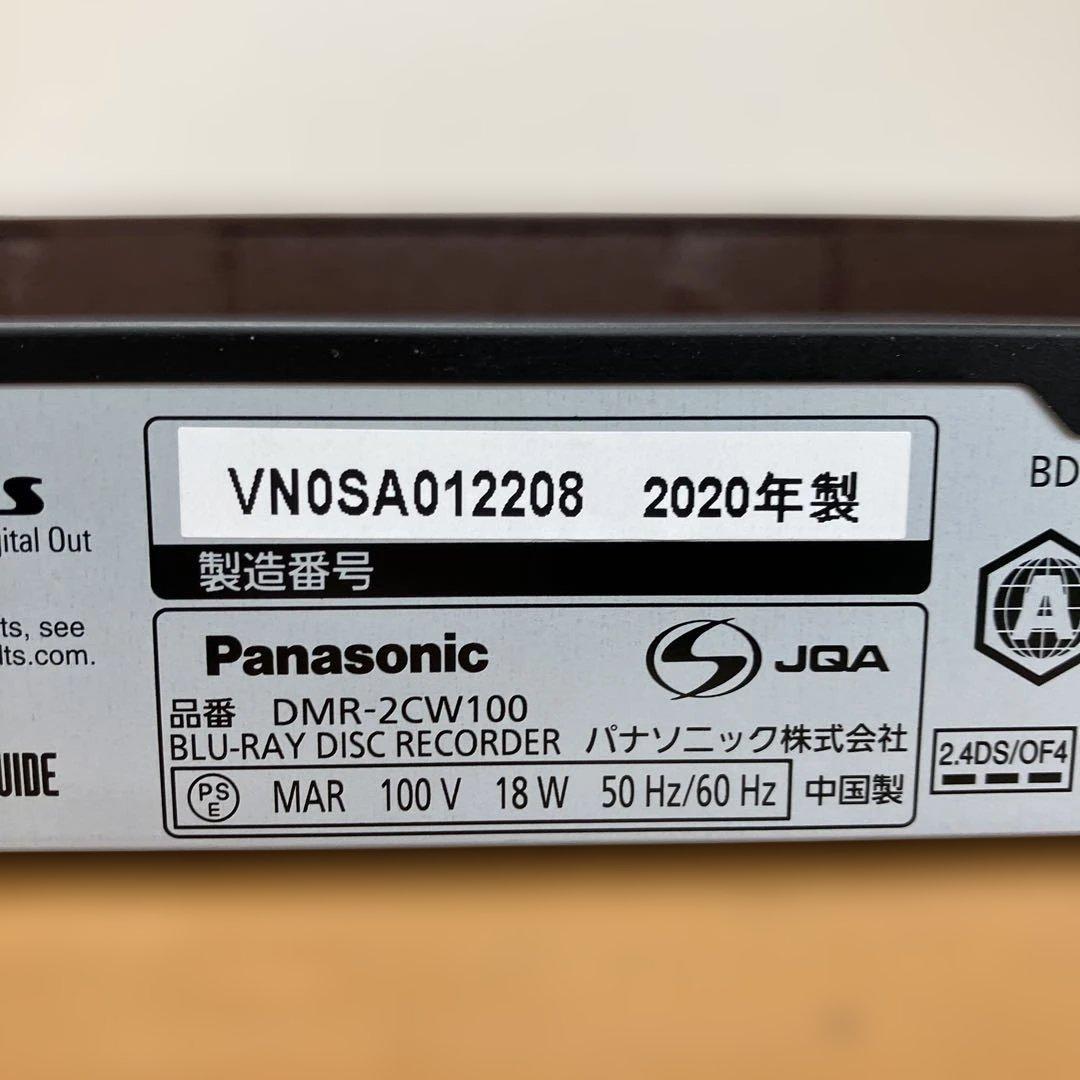 VN0SA012208 2020年製
製造番号
Panasonic JQA
品番 DMR-2CW100
BLU-RAY DISC RECORDER パナソニック株式会社
PS E MAR 100 V 18 W 50 Hz/60 Hz 中国製
S
ital Out
ts, see
lts.com.
UIDE
BD
A
2.4DS/OF4